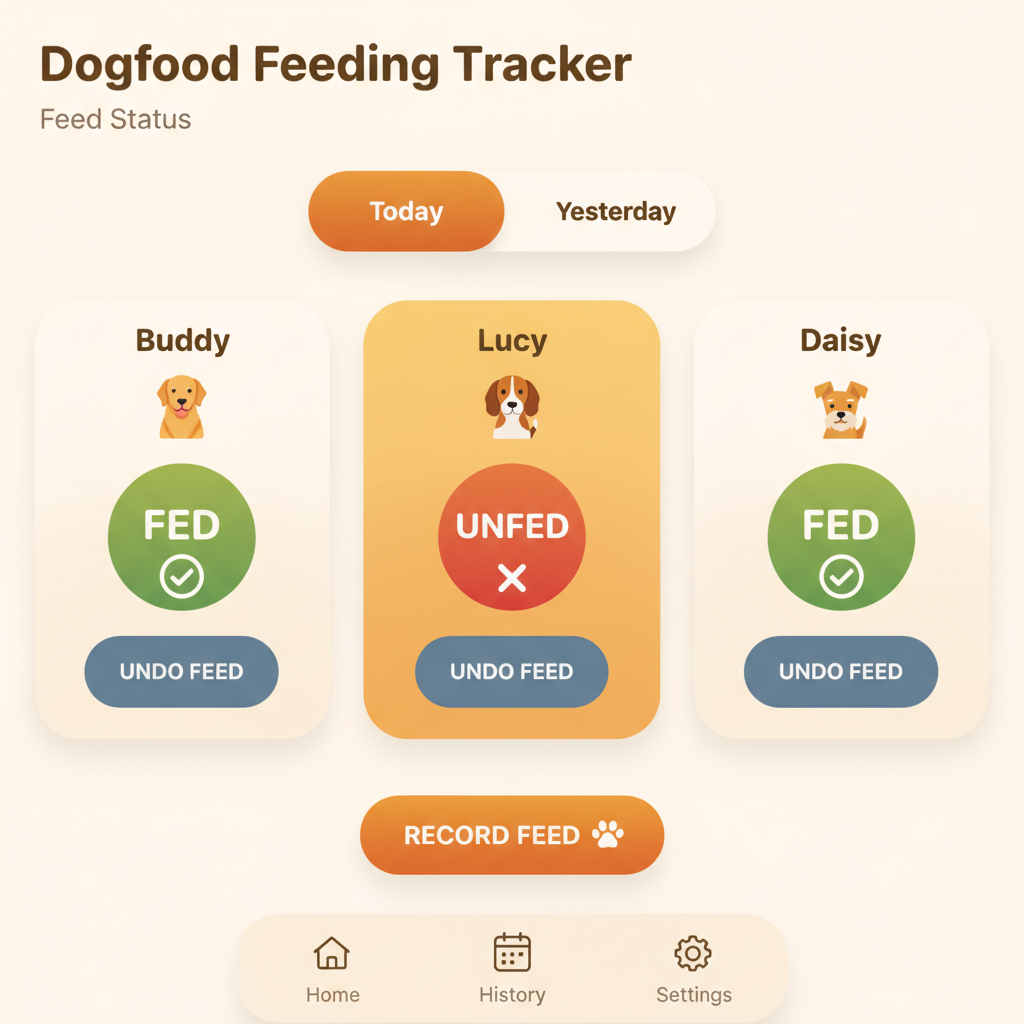 Dogfood Feeding Tracker
Feed Status
Today Yesterday
Buddy Lucy Daisy
FED UNFED FED
UNDO FEED UNDO FEED UNDO FEED
RECORD FEED
Home History Settings